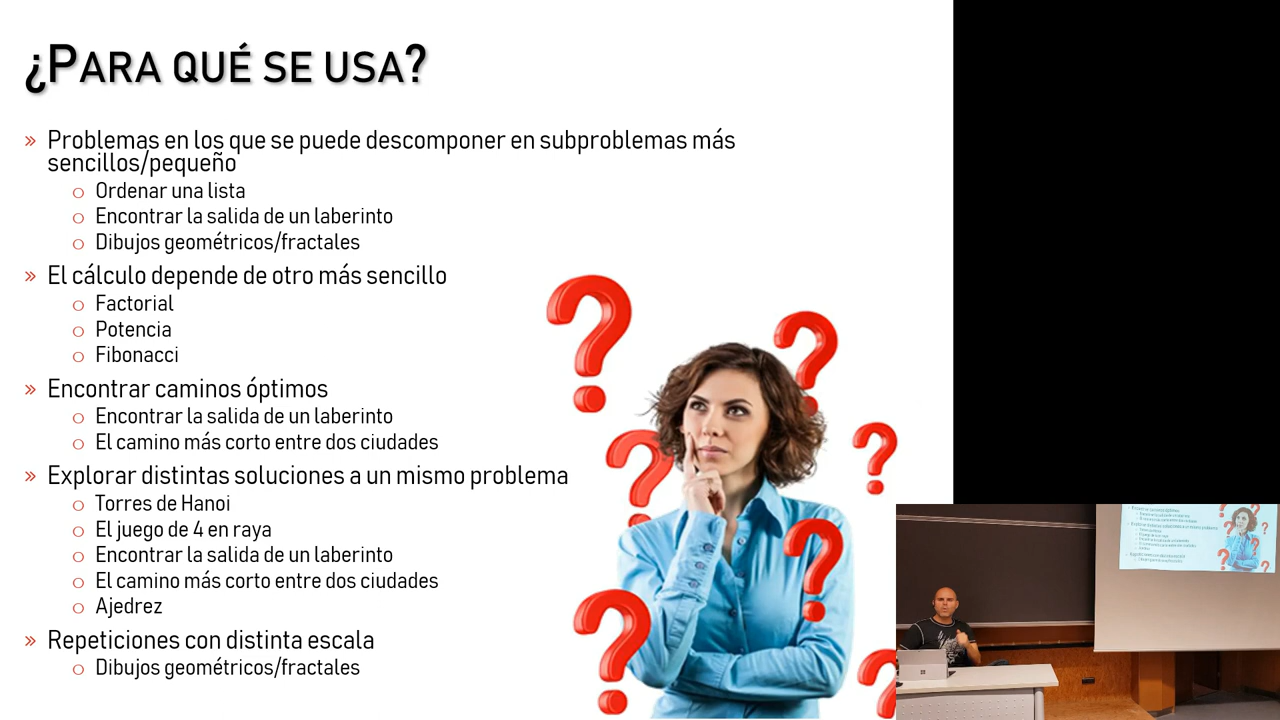 ¿PARA QUÉ SE USA?
» Problemas en los que se puede descomponer en subproblemas más
sencillos/pequeño
o Ordenar una lista
o Encontrar la salida de un laberinto
o Dibujos geométricos/fractales
» El cálculo depende de otro más sencillo
o Factorial
o Potencia
o Fibonacci
» Encontrar caminos óptimos
o Encontrar la salida de un laberinto
o El camino más corto entre dos ciudades
» Explorar distintas soluciones a un mismo problema
o Torres de Hanoi
o El juego de 4 en raya
o Encontrar la salida de un laberinto
o El camino más corto entre dos ciudades
o Ajedrez
» Repeticiones con distinta escala
o Dibujos geométricos/fractales